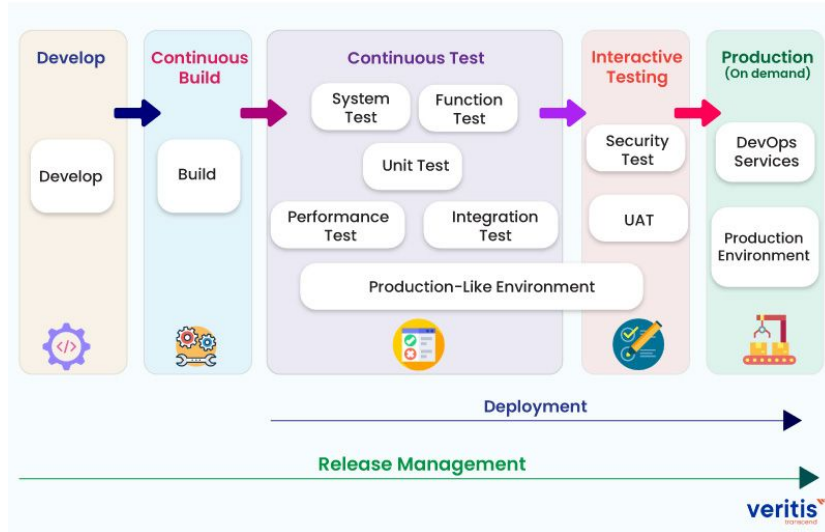 Develop
Continuous
Build
Continuous Test
Interactive
Testing
Production
(On demand)
Develop
Build
System
Test
Function
Test
Unit Test
Performance
Test
Integration
Test
Production-Like Environment
Security
Test
UAT
DevOps
Services
Production
Environment
</>
Deployment
Release Management
veritis
transcend